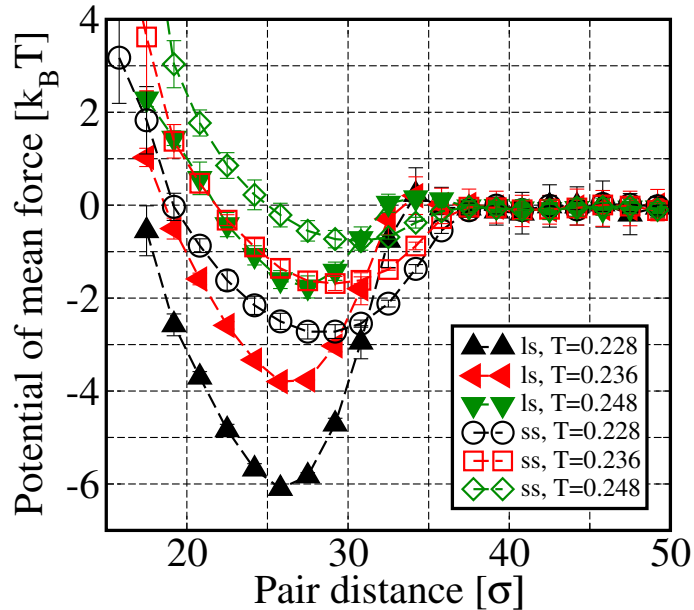 Potential of mean force [k_BT]
4
2
0
-2
-4
-6
ls, T=0.228
ls, T=0.236
ls, T=0.248
ss, T=0.228
ss, T=0.236
ss, T=0.248
20 30 40 50
Pair distance [σ]